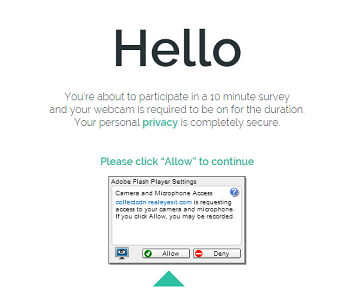 Hello
You're about to participate in a 10 minute survey
and your webcam is required to be on for the duration.
Your personal privacy is completely secure.
Please click "Allow" to continue
Adobe Flash Player Settings
Camera and Microphone Access
collectcdn.realeyesit.com is requesting
access to your camera and microphone.
If you click Allow, you may be recorded.
Allow
Deny